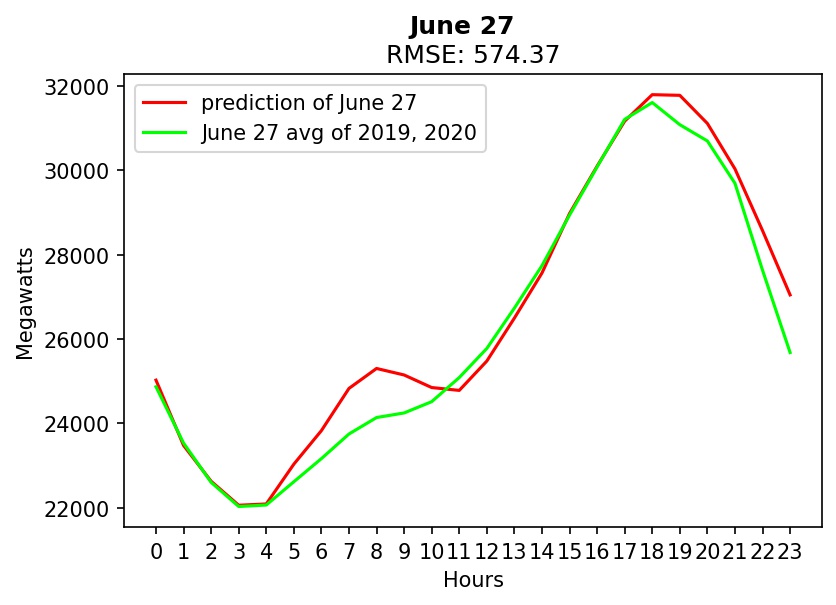 June 27
RMSE: 574.37
prediction of June 27
June 27 avg of 2019, 2020
Megawatts
32000
30000
28000
26000
24000
22000
0 1 2 3 4 5 6 7 8 9 10 11 12 13 14 15 16 17 18 19 20 21 22 23
Hours